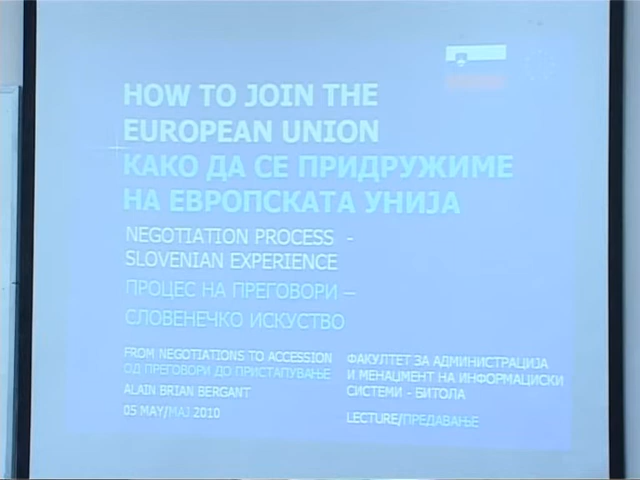 HOW TO JOIN THE
EUROPEAN UNION
КАКО ДА СЕ ПРИДРУЖИМЕ
НА ЕВРОПСКАТА УНИЈА
NEGOTIATION PROCESS -
SLOVENIAN EXPERIENCE
ПРОЦЕС НА ПРЕГОВОРИ –
СЛОВЕНЕЧКО ИСКУСТВО
FROM NEGOTIATIONS TO ACCESSION
ОД ПРЕГОВОРИ ДО ПРИСТАПУВАЊЕ
ALAIN BRIAN BERGANT
05 MAY/МАЈ 2010
ФАКУЛТЕТ ЗА АДМИНИСТРАЦИЈА
И МЕНАЏМЕНТ НА ИНФОРМАЦИСКИ
СИСТЕМИ - БИТОЛА
LECTURE/ПРЕДАВАЊЕ